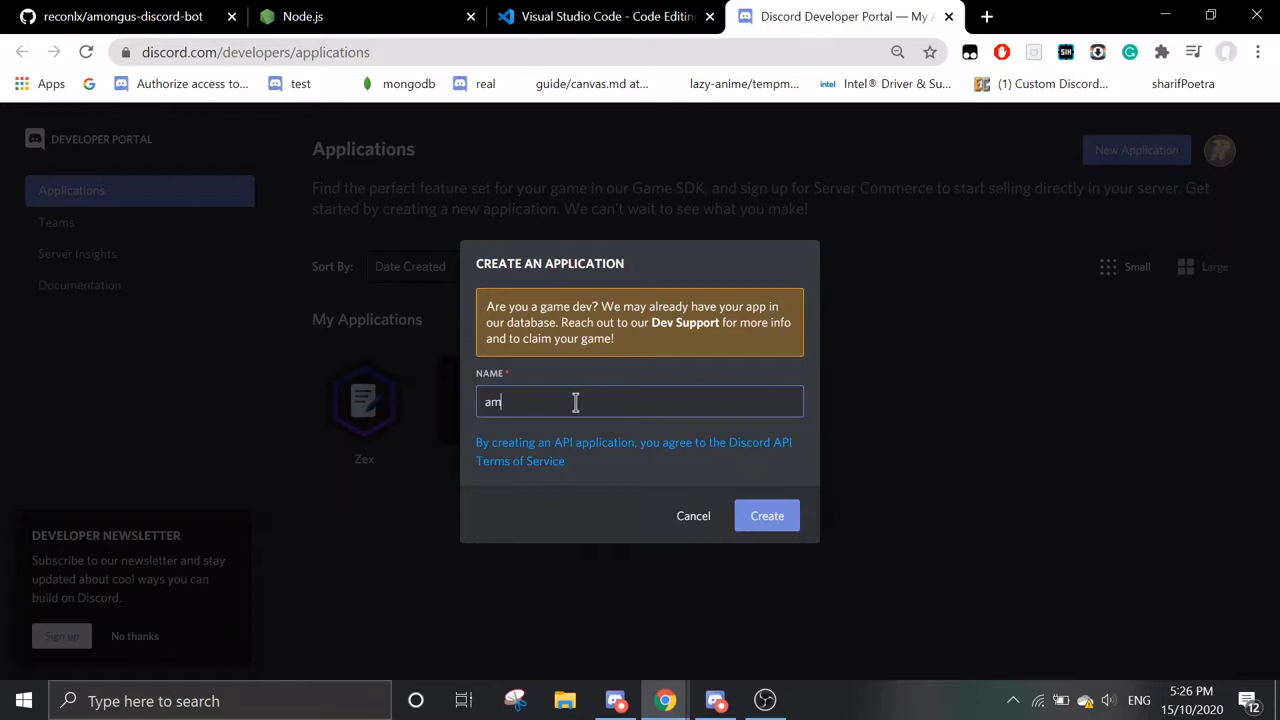 reconlx/amongus-discord-bot
Node.js
Visual Studio Code - Code Editin
Discord Developer Portal — My A
discord.com/developers/applications
Apps
Authorize access to...
test
mongodb
real
guide/canvas.md at...
lazy-anime/tempm...
intel
Intel® Driver & Su...
(1) Custom Discord...
sharifPoetra
DEVELOPER PORTAL
Applications
Teams
Server Insights
Documentation
Applications
New Application
Find the perfect feature set for your game in our Game SDK, and sign up for Server Commerce to start selling directly in your server. Get
started by creating a new application. We can't wait to see what you make!
Sort By:
Date Created
Small
Large
My Applications
Zex
CREATE AN APPLICATION
Are you a game dev? We may already have your app in
our database. Reach out to our Dev Support for more info
and to claim your game!
NAME *
am
By creating an API application, you agree to the Discord API
Terms of Service
Cancel
Create
DEVELOPER NEWSLETTER
Subscribe to our newsletter and stay
updated about cool ways you can
build on Discord.
Sign up
No thanks
Type here to search
ENG
5:26 PM
15/10/2020
12